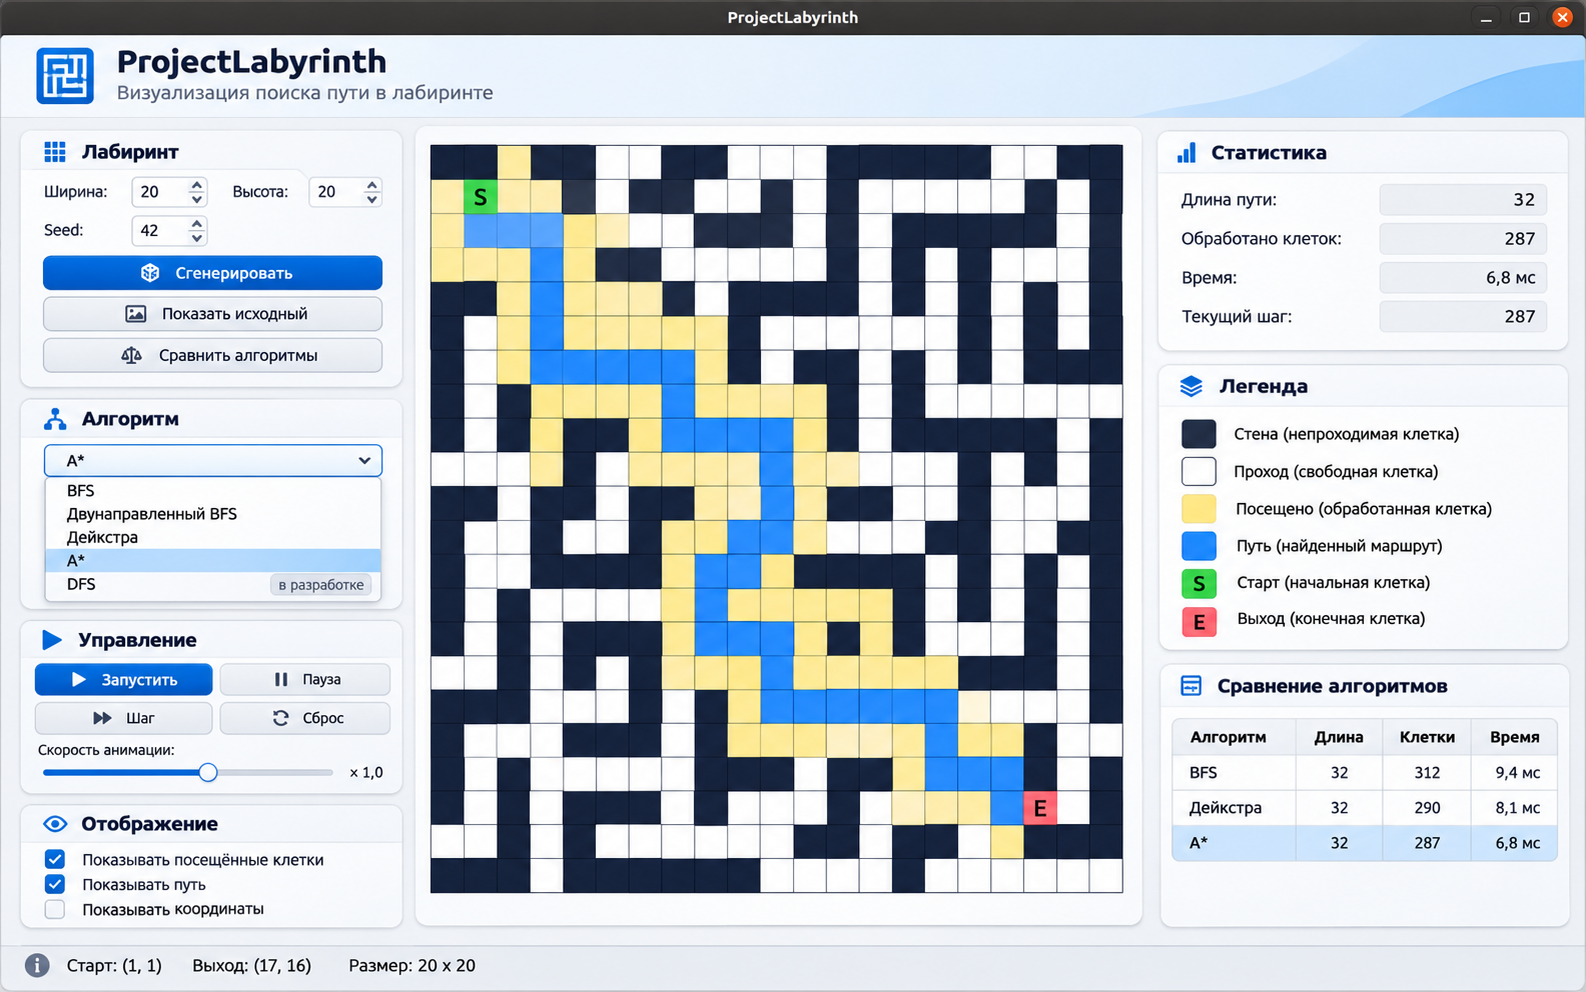 ProjectLabyrinth
ProjectLabyrinth
Визуализация поиска пути в лабиринте
Лабиринт
Ширина: 20 Высота: 20
Seed: 42
Сгенерировать
Показать исходный
Сравнить алгоритмы
Алгоритм
A*
BFS
Двунаправленный BFS
Дейкстра
A*
DFS в разработке
Управление
Запустить Пауза
Шаг Сброс
Скорость анимации:
× 1,0
Отображение
Показывать посещённые клетки
Показывать путь
Показывать координаты
S
E
Статистика
Длина пути: 32
Обработано клеток: 287
Время: 6,8 мс
Текущий шаг: 287
Легенда
Стена (непроходимая клетка)
Проход (свободная клетка)
Посещено (обработанная клетка)
Путь (найденный маршрут)
S Старт (начальная клетка)
E Выход (конечная клетка)
Сравнение алгоритмов
Алгоритм Длина Клетки Время
BFS 32 312 9,4 мс
Дейкстра 32 290 8,1 мс
A* 32 287 6,8 мс
Старт: (1, 1) Выход: (17, 16) Размер: 20 x 20